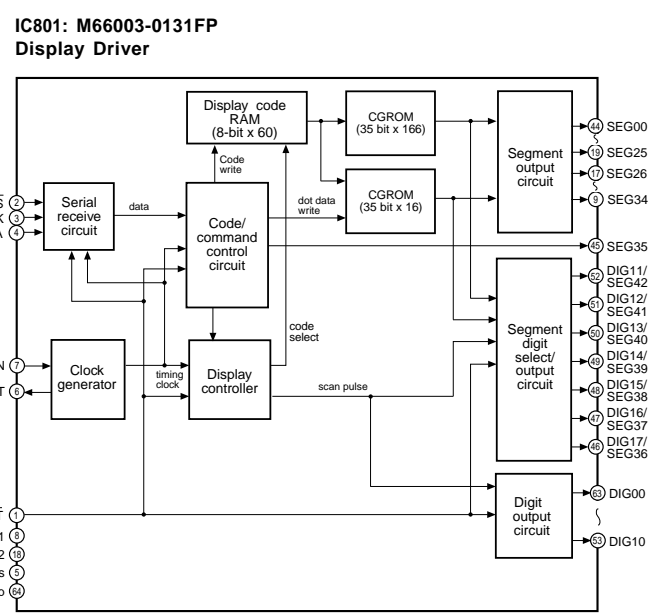 IC801: M66003-0131FP
Display Driver
Display code
RAM
(8-bit x 60)
CGROM
(35 bit x 166)
CGROM
(35 bit x 16)
Segment
output
circuit
44 SEG00
19 SEG25
17 SEG26
9 SEG34
45 SEG35
Code
write
dot data
write
S 2
K 3
A 4
Serial
receive
circuit
data
Code/
command
control
circuit
52 DIG11/
SEG42
51 DIG12/
SEG41
50 DIG13/
SEG40
49 DIG14/
SEG39
48 DIG15/
SEG38
47 DIG16/
SEG37
46 DIG17/
SEG36
Segment
digit
select/
output
circuit
code
select
N 7
T 6
Clock
generator
timing
clock
Display
controller
scan pulse
T 1
1 8
2 18
s 5
p 64
Digit
output
circuit
63 DIG00
53 DIG10